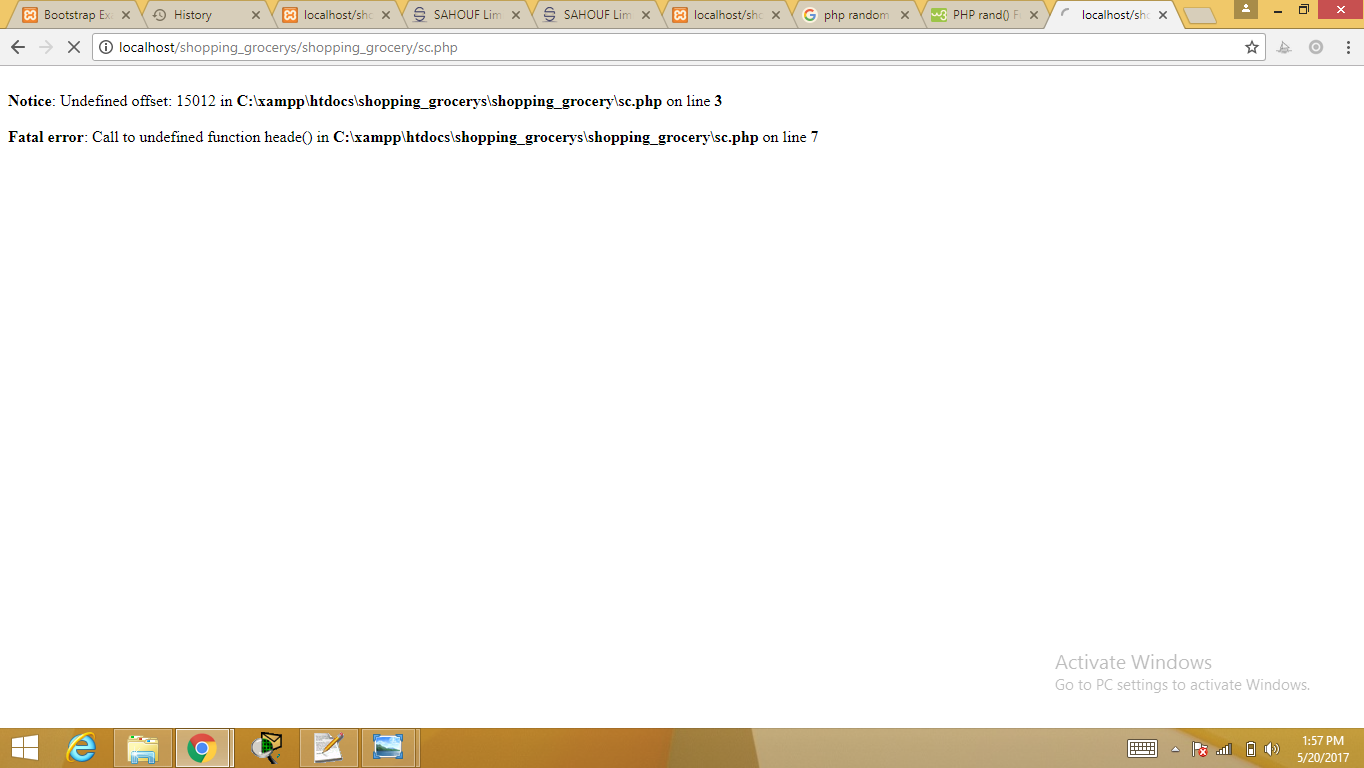 Bootstrap Ex
History
localhost/sho
SAHOUF Lim
SAHOUF Lim
localhost/sho
php random
PHP rand() F
localhost/sho
localhost/shopping_grocerys/shopping_grocery/sc.php
Notice: Undefined offset: 15012 in C:\xampp\htdocs\shopping_grocerys\shopping_grocery\sc.php on line 3
Fatal error: Call to undefined function heade() in C:\xampp\htdocs\shopping_grocerys\shopping_grocery\sc.php on line 7
Activate Windows
Go to PC settings to activate Windows.
1:57 PM
5/20/2017